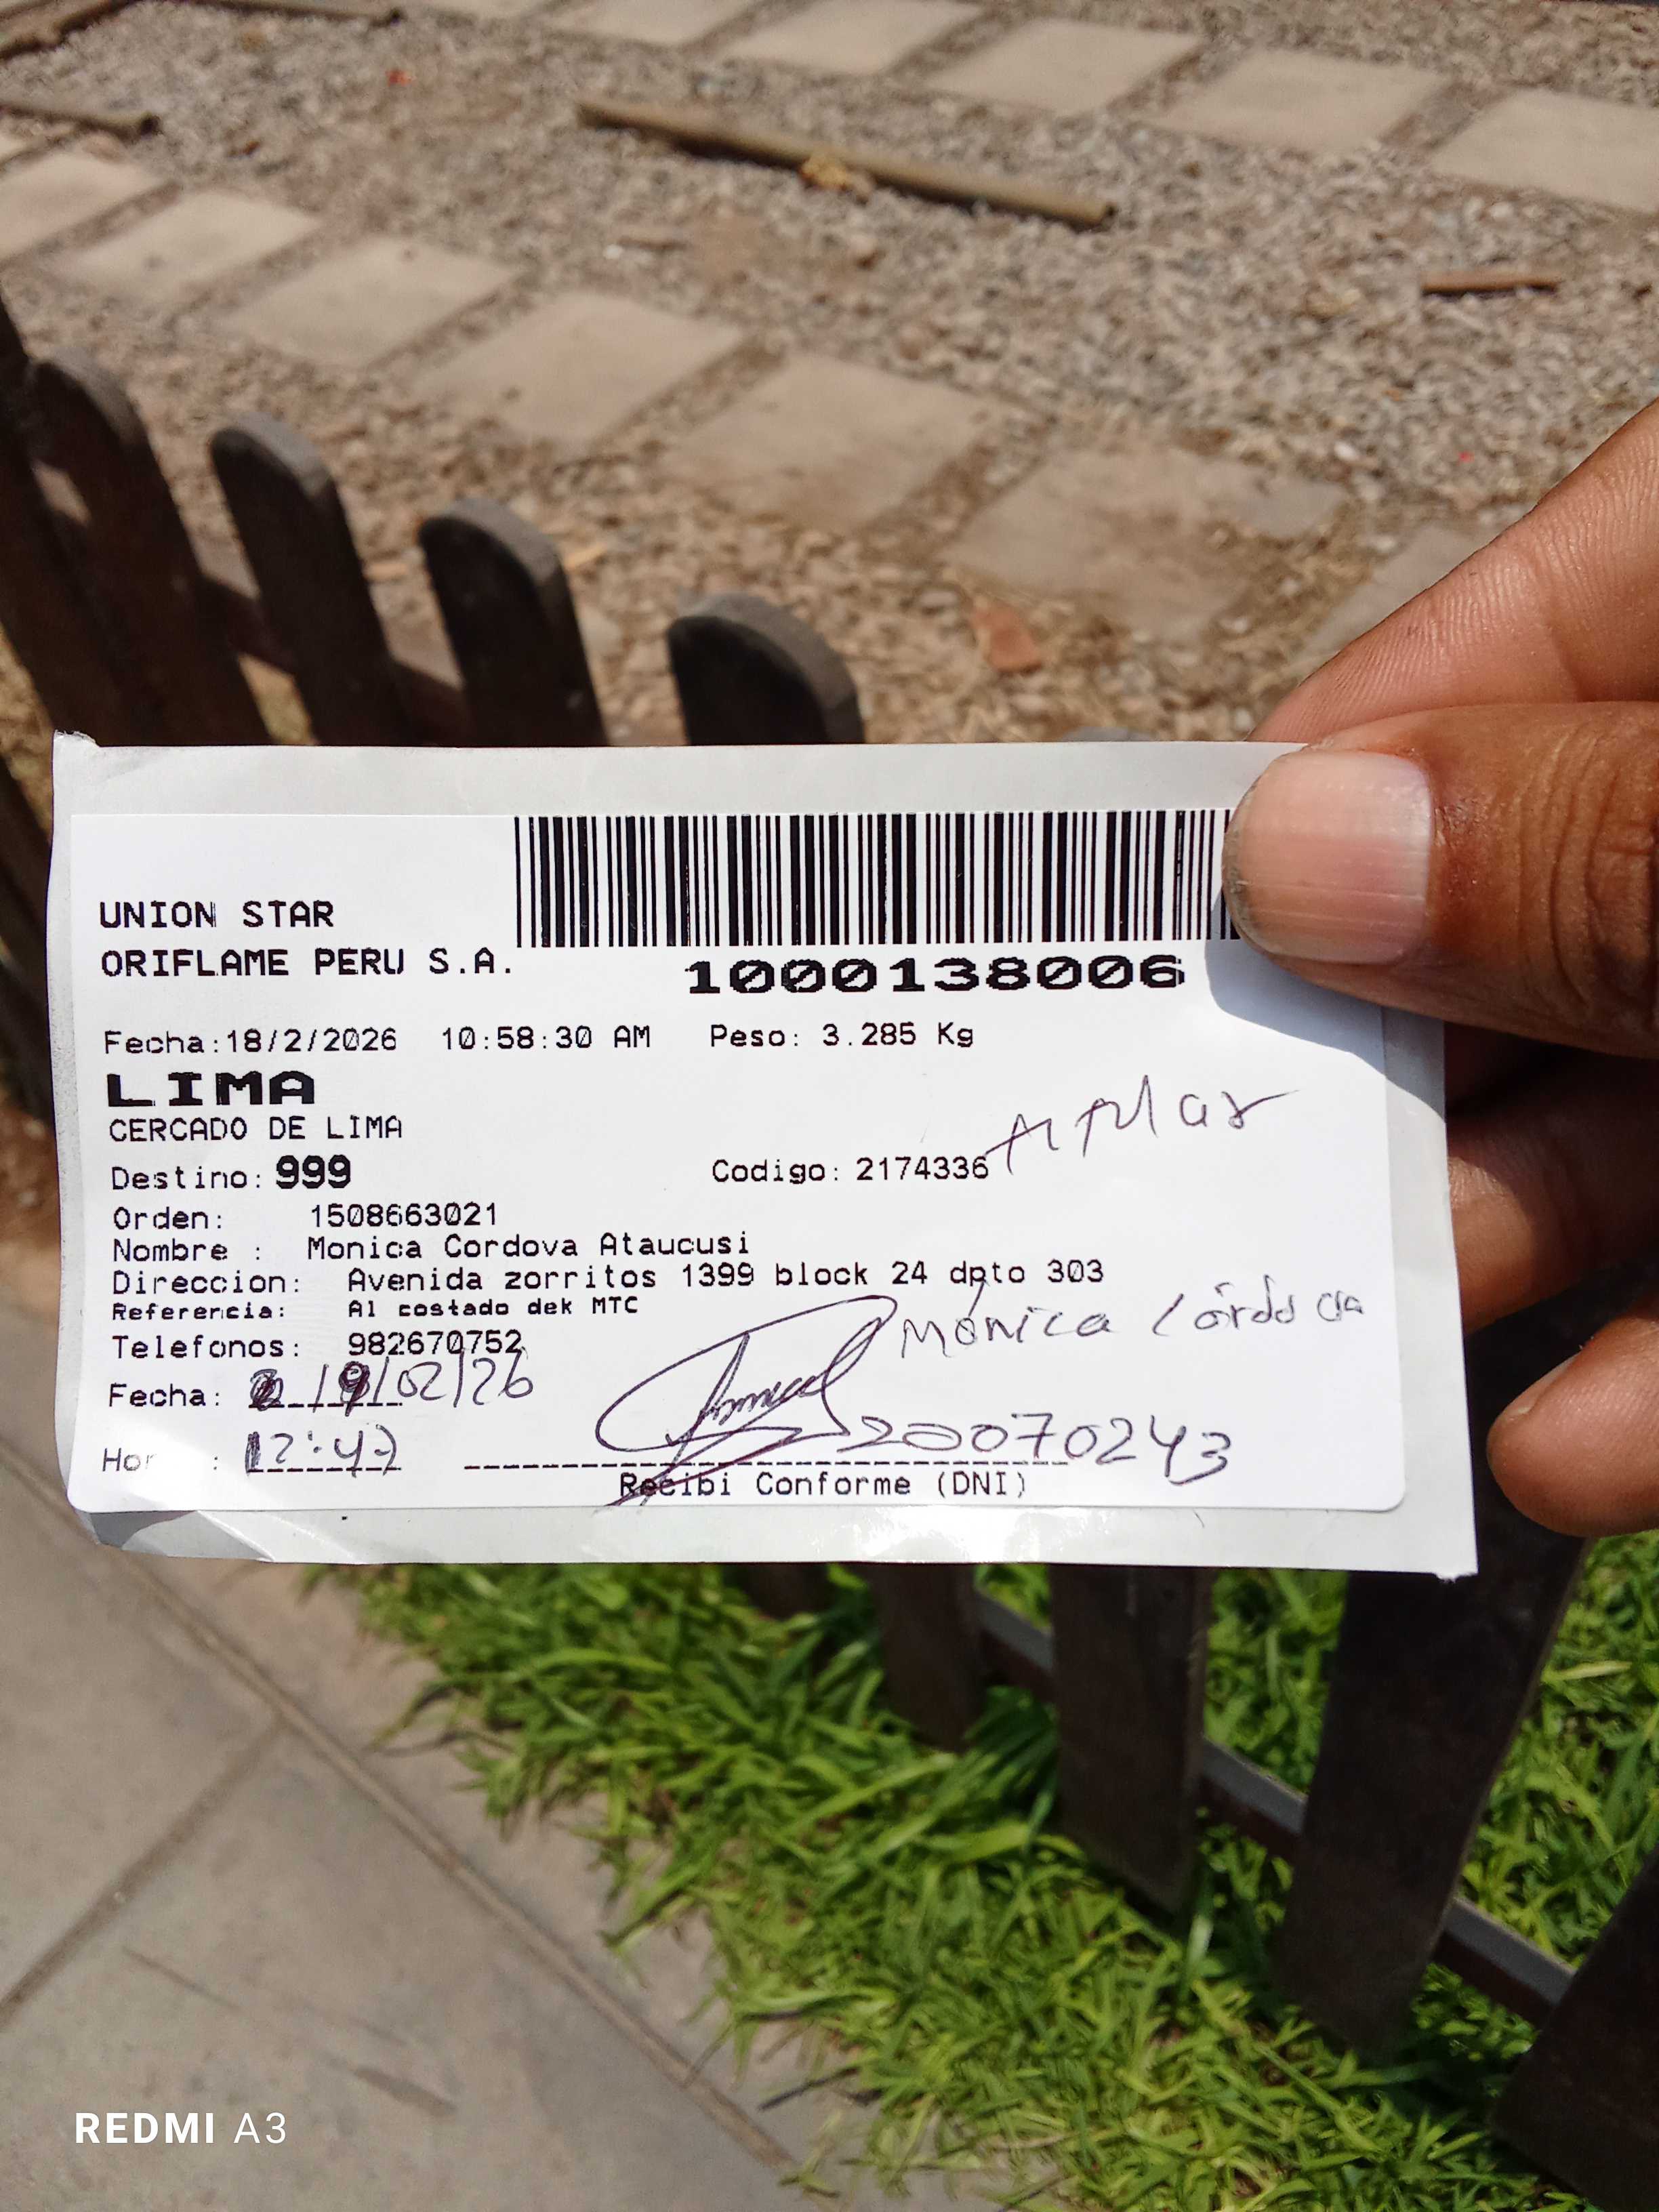 UNION STAR
ORIFLAME PERU S.A.
1000138006
Fecha:18/2/2026 10:58:30 AM Peso: 3.285 Kg
LIMA
CERCADO DE LIMA
Destino: 999 Codigo: 2174336
Orden: 1508663021
Nombre : Monica Cordova Ataucusi
Direccion: Avenida zorritos 1399 block 24 dpto 303
Referencia: Al costado dek MTC
Monica Córdova
Telefonos: 982670752
Fecha: 19/02/26
20070243
Hora : 12:47
Recibi Conforme (DNI)
REDMI A3